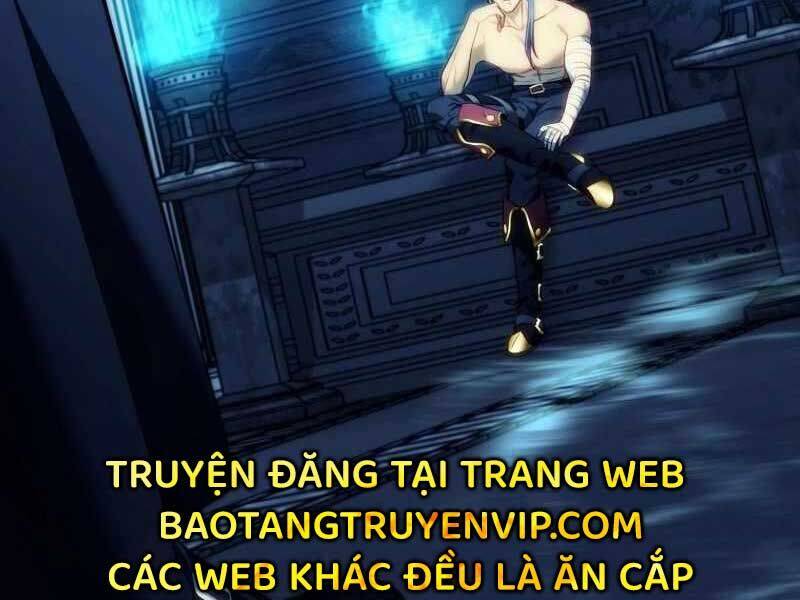 TRUYỆN ĐĂNG TẠI TRANG WEB
BAOTANGTRUYENVIP.COM
CÁC WEB KHÁC ĐỀU LÀ ĂN CẮP